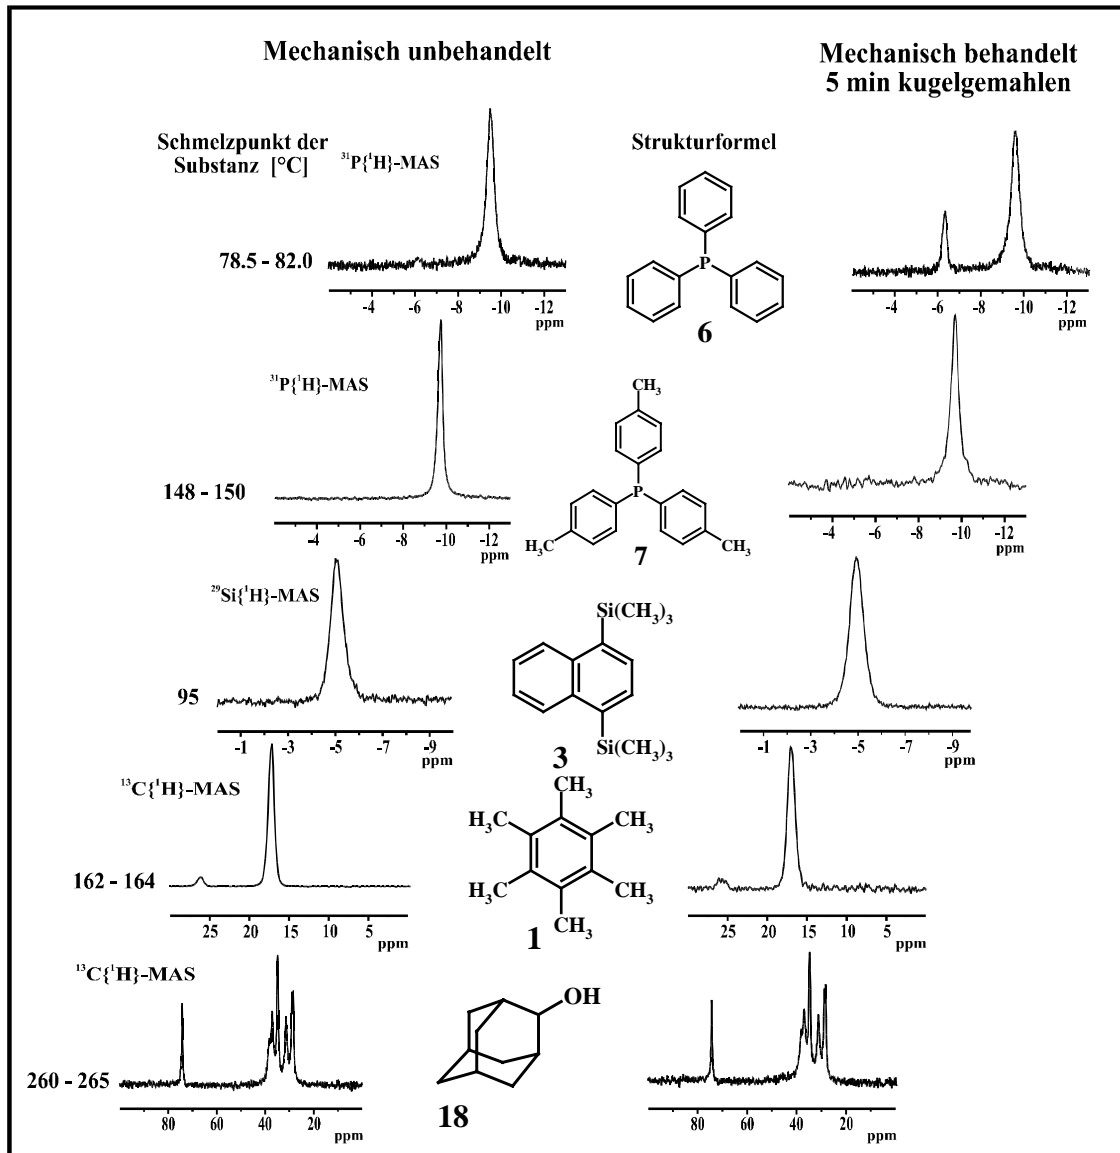 Mechanisch unbehandelt
Mechanisch behandelt
5 min kugelgemahlen
Schmelzpunkt der
Substanz [°C]
³¹P{¹H}-MAS
Strukturformel
78.5 - 82.0
P
6
-4 -6 -8 -10 -12
ppm
-4 -6 -8 -10 -12
ppm
³¹P{¹H}-MAS
148 - 150
CH₃
P
H₃C
CH₃
7
-4 -6 -8 -10 -12
ppm
-4 -6 -8 -10 -12
ppm
²⁹Si{¹H}-MAS
95
Si(CH₃)₃
Si(CH₃)₃
3
-1 -3 -5 -7 -9
ppm
-1 -3 -5 -7 -9
ppm
¹³C{¹H}-MAS
162 - 164
CH₃
H₃C
CH₃
H₃C
CH₃
CH₃
1
25 20 15 10 5
ppm
25 20 15 10 5
ppm
¹³C{¹H}-MAS
260 - 265
OH
18
80 60 40 20
ppm
80 60 40 20
ppm